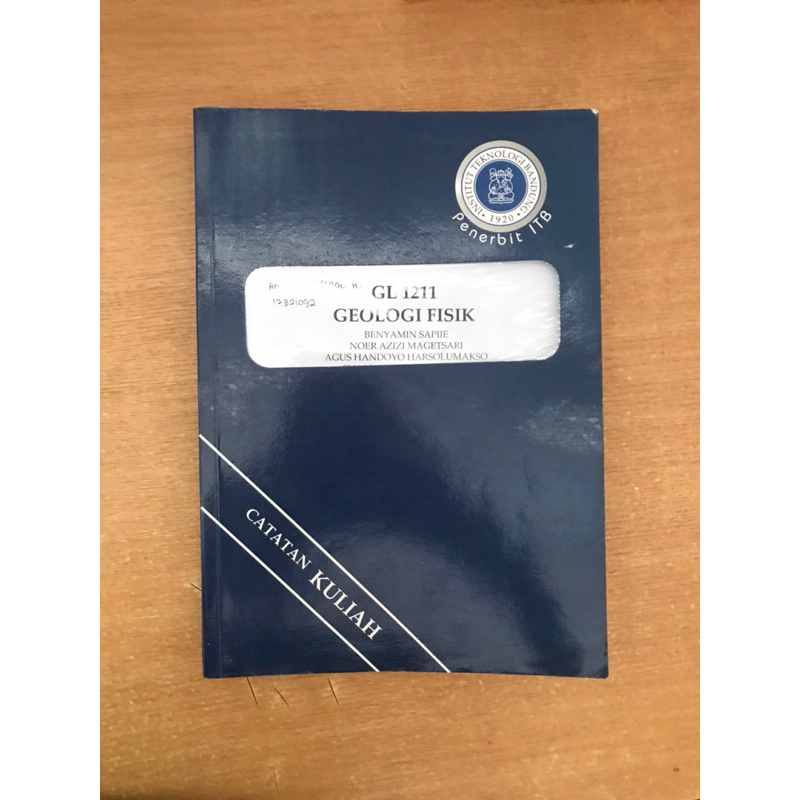 INSTITUT TEKNOLOGI BANDUNG
• 1920 •
Penerbit ITB
12321092
GL 1211
GEOLOGI FISIK
BENYAMIN SAPIIE
NOER AZIZI MAGETSARI
AGUS HANDOYO HARSOLUMAKSO
CATATAN KULIAH